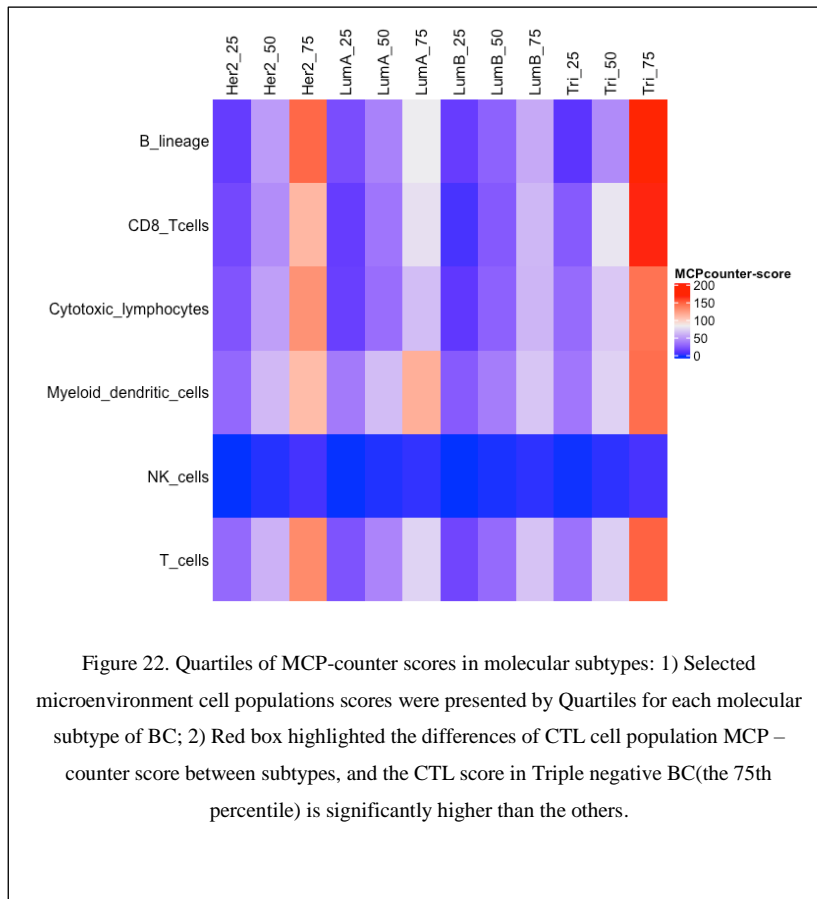 Her2_25 Her2_50 Her2_75 LumA_25 LumA_50 LumA_75 LumB_25 LumB_50 LumB_75 Tri_25 Tri_50 Tri_75
B_lineage
CD8_Tcells
Cytotoxic_lymphocytes
Myeloid_dendritic_cells
NK_cells
T_cells
MCPcounter-score
200
150
100
50
0
Figure 22. Quartiles of MCP-counter scores in molecular subtypes: 1) Selected
microenvironment cell populations scores were presented by Quartiles for each molecular
subtype of BC; 2) Red box highlighted the differences of CTL cell population MCP –
counter score between subtypes, and the CTL score in Triple negative BC(the 75th
percentile) is significantly higher than the others.